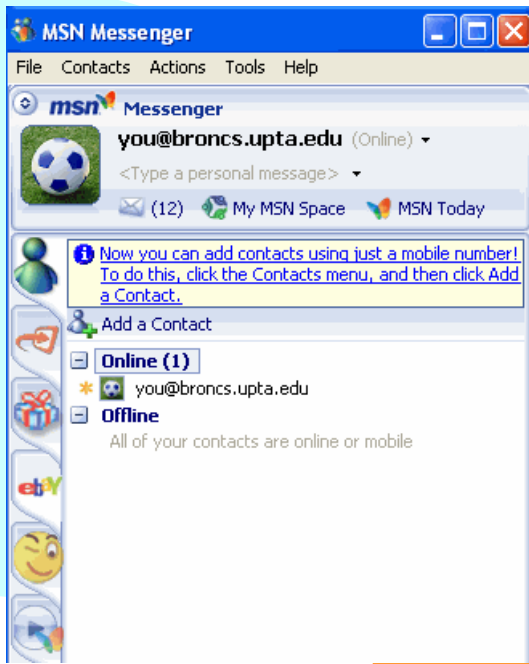 MSN Messenger
File Contacts Actions Tools Help
msn Messenger
you@broncs.upta.edu (Online)
<Type a personal message>
(12) My MSN Space MSN Today
Now you can add contacts using just a mobile number!
To do this, click the Contacts menu, and then click Add
a Contact.
Add a Contact
Online (1)
you@broncs.upta.edu
Offline
All of your contacts are online or mobile
ebY